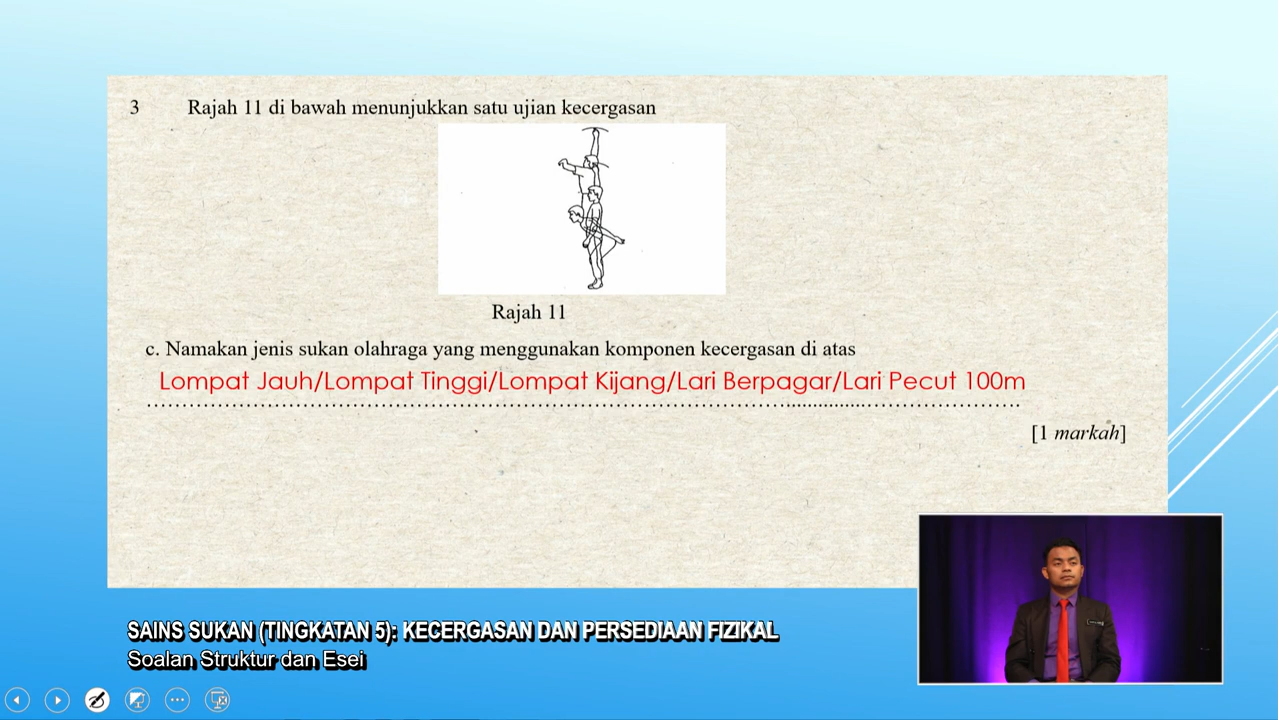 3 Rajah 11 di bawah menunjukkan satu ujian kecergasan
Rajah 11
c. Namakan jenis sukan olahraga yang menggunakan komponen kecergasan di atas
Lompat Jauh/Lompat Tinggi/Lompat Kijang/Lari Berpagar/Lari Pecut 100m
[1 markah]
SAINS SUKAN (TINGKATAN 5): KECERGASAN DAN PERSEDIAAN FIZIKAL
Soalan Struktur dan Esei